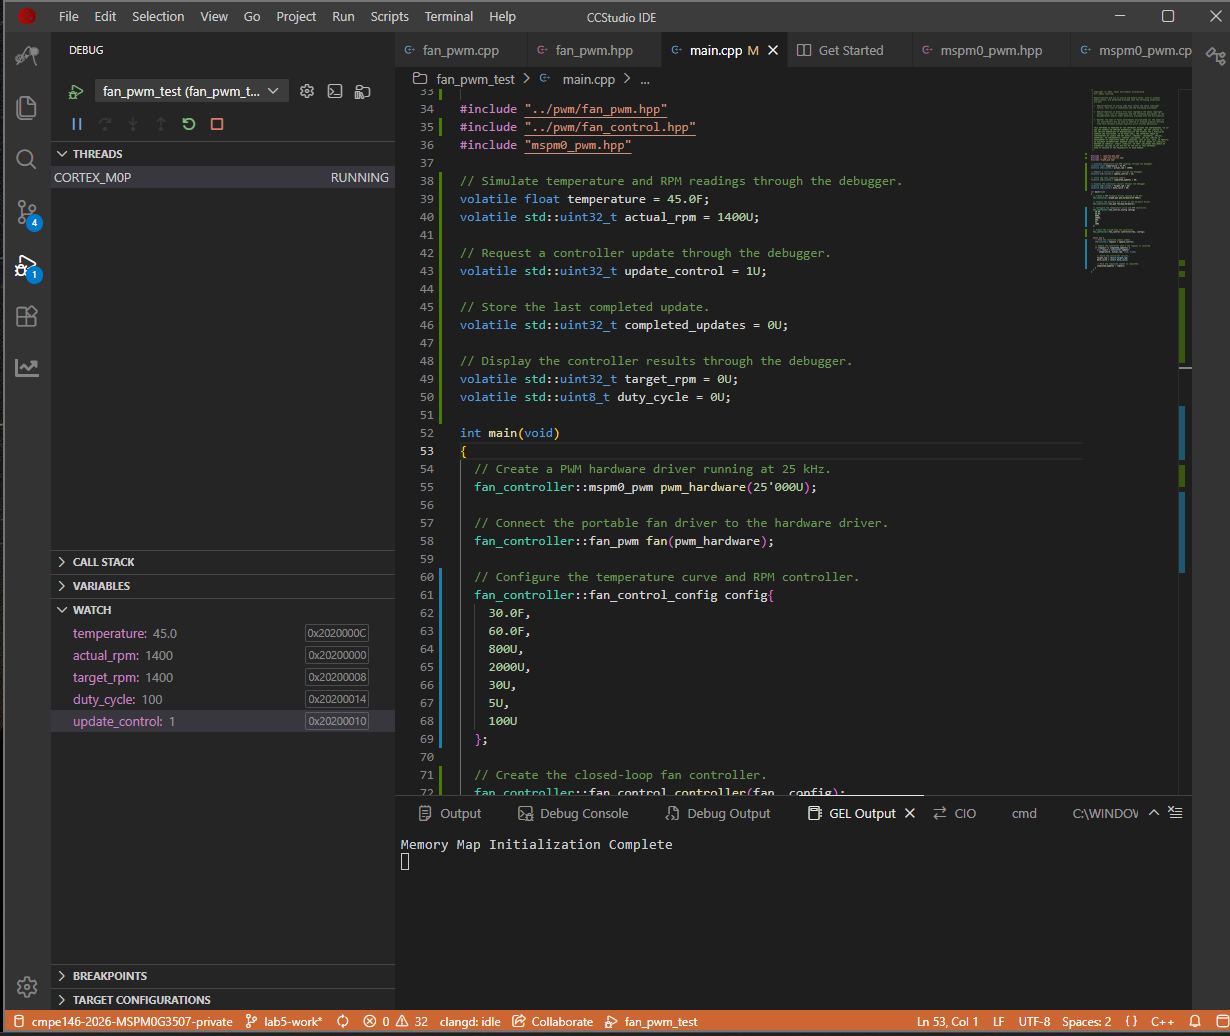 File Edit Selection View Go Project Run Scripts Terminal Help CCStudio IDE
DEBUG
fan_pwm.cpp fan_pwm.hpp main.cpp M Get Started mspm0_pwm.hpp mspm0_pwm.cp
fan_pwm_test main.cpp ...
fan_pwm_test (fan_pwm_t...
THREADS
CORTEX_M0P RUNNING
4
1
CALL STACK
VARIABLES
WATCH
temperature: 45.0 0x2020000C
actual_rpm: 1400 0x20200000
target_rpm: 1400 0x20200008
duty_cycle: 100 0x20200014
update_control: 1 0x20200010
BREAKPOINTS
TARGET CONFIGURATIONS
33
34 #include "../pwm/fan_pwm.hpp"
35 #include "../pwm/fan_control.hpp"
36 #include "mspm0_pwm.hpp"
37
38 // Simulate temperature and RPM readings through the debugger.
39 volatile float temperature = 45.0F;
40 volatile std::uint32_t actual_rpm = 1400U;
41
42 // Request a controller update through the debugger.
43 volatile std::uint32_t update_control = 1U;
44
45 // Store the last completed update.
46 volatile std::uint32_t completed_updates = 0U;
47
48 // Display the controller results through the debugger.
49 volatile std::uint32_t target_rpm = 0U;
50 volatile std::uint8_t duty_cycle = 0U;
51
52 int main(void)
53 {
54 // Create a PWM hardware driver running at 25 kHz.
55 fan_controller::mspm0_pwm pwm_hardware(25'000U);
56
57 // Connect the portable fan driver to the hardware driver.
58 fan_controller::fan_pwm fan(pwm_hardware);
59
60 // Configure the temperature curve and RPM controller.
61 fan_controller::fan_control_config config{
62 30.0F,
63 60.0F,
64 800U,
65 2000U,
66 30U,
67 5U,
68 100U
69 };
70
71 // Create the closed-loop fan controller.
72 fan_controller::fan_control controller(fan, config);
Output Debug Console Debug Output GEL Output CIO cmd C:\WINDOV
Memory Map Initialization Complete
cmpe146-2026-MSPM0G3507-private lab5-work* 0 32 clangd: idle Collaborate fan_pwm_test Ln 53, Col 1 LF UTF-8 Spaces: 2 {} C++